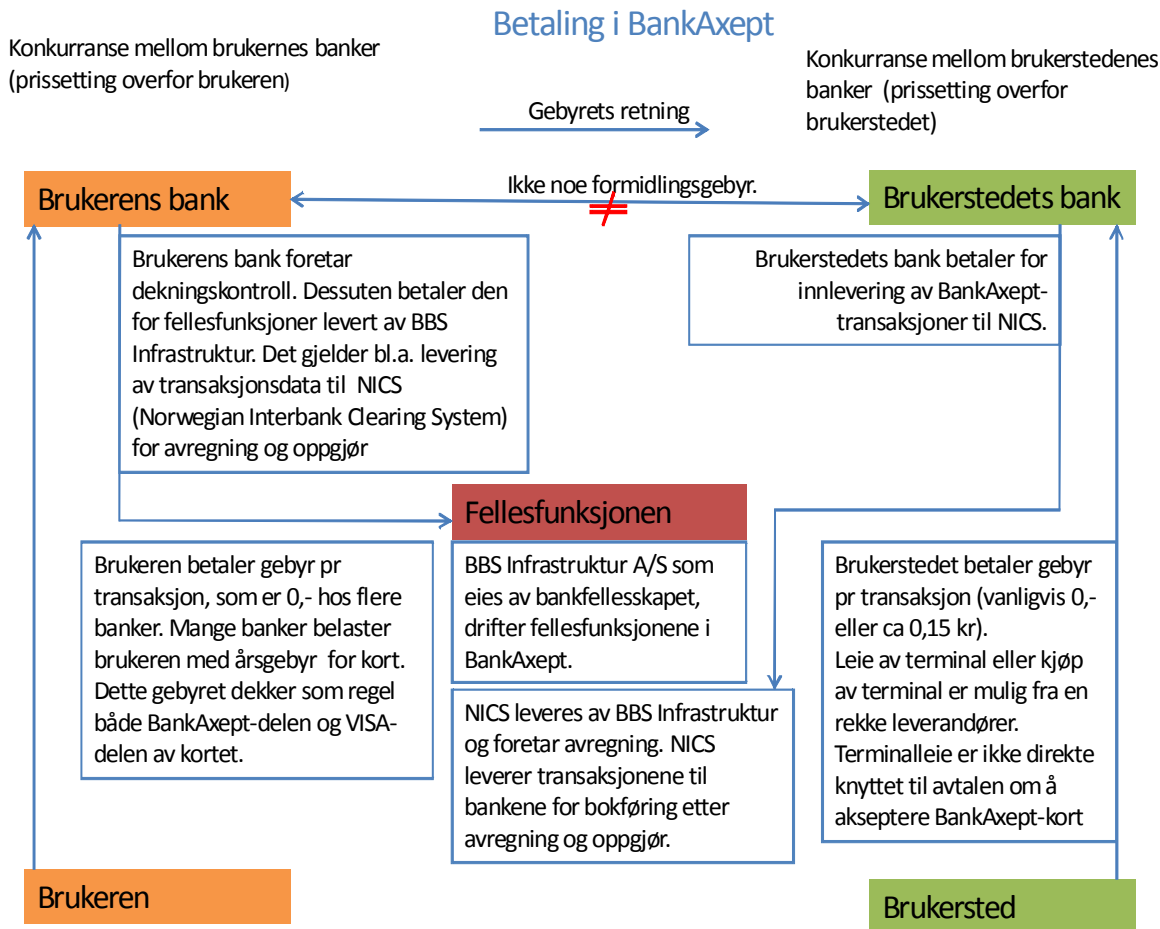 Betaling i BankAxept
Konkurranse mellom brukernes banker
(prissetting overfor brukeren)
Konkurranse mellom brukerstedenes
banker (prissetting overfor
brukerstedet)
Gebyrets retning
Brukerens bank
Ikke noe formidlingsgebyr.
Brukerstedets bank
Brukerens bank foretar
dekningskontroll. Dessuten betaler den
for fellesfunksjoner levert av BBS
Infrastruktur. Det gjelder bl.a. levering
av transaksjonsdata til NICS
(Norwegian Interbank Clearing System)
for avregning og oppgjør
Brukerstedets bank betaler for
innlevering av BankAxept-
transaksjoner til NICS.
Fellesfunksjonen
Brukeren betaler gebyr pr
transaksjon, som er 0,- hos flere
banker. Mange banker belaster
brukeren med årsgebyr for kort.
Dette gebyret dekker som regel
både BankAxept-delen og VISA-
delen av kortet.
BBS Infrastruktur A/S som
eies av bankfellesskapet,
drifter fellesfunksjonene i
BankAxept.
NICS leveres av BBS Infrastruktur
og foretar avregning. NICS
leverer transaksjonene til
bankene for bokføring etter
avregning og oppgjør.
Brukerstedet betaler gebyr
pr transaksjon (vanligvis 0,-
eller ca 0,15 kr).
Leie av terminal eller kjøp
av terminal er mulig fra en
rekke leverandører.
Terminalleie er ikke direkte
knyttet til avtalen om å
akseptere BankAxept-kort
Brukeren
Brukersted